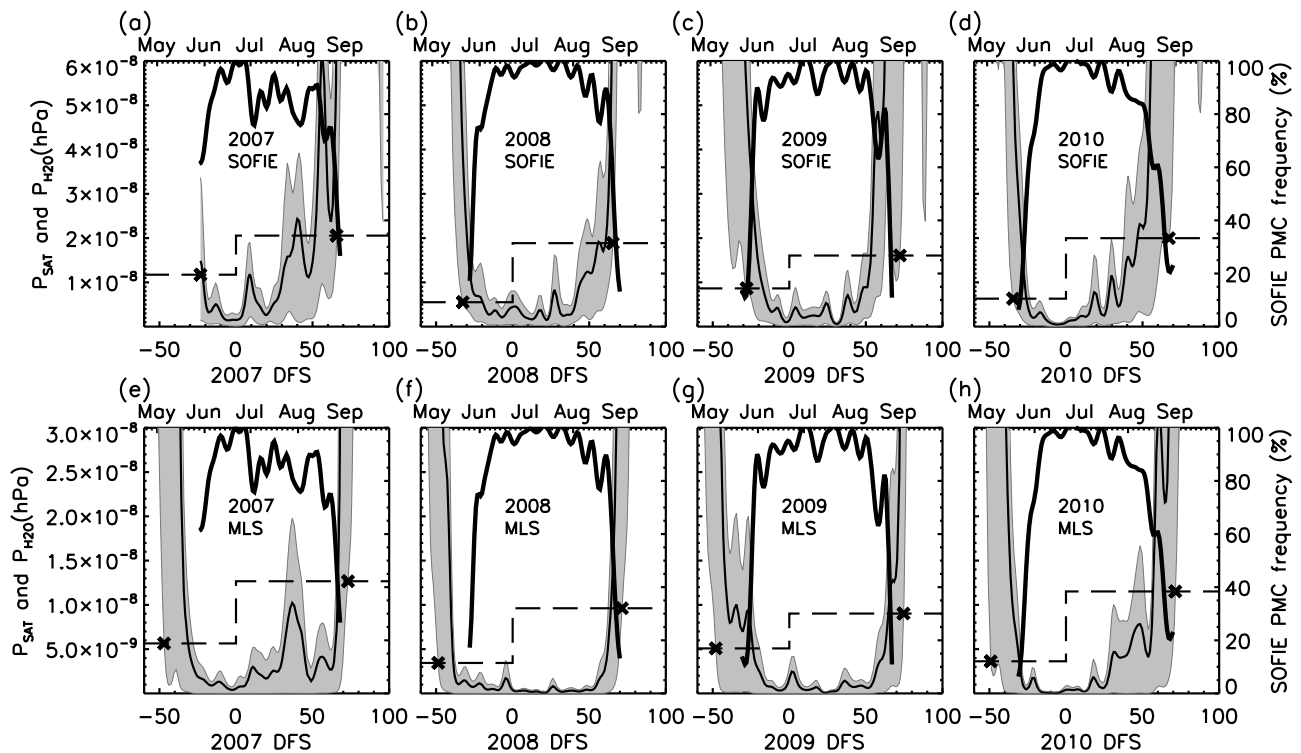 (a) (b) (c) (d)
May Jun Jul Aug Sep May Jun Jul Aug Sep May Jun Jul Aug Sep May Jun Jul Aug Sep
6×10⁻⁸
5×10⁻⁸
4×10⁻⁸
3×10⁻⁸
2×10⁻⁸
1×10⁻⁸
P_SAT and P_H2O(hPa)
2007
SOFIE
2008
SOFIE
2009
SOFIE
2010
SOFIE
100
80
60
40
20
0
SOFIE PMC frequency (%)
−50 0 50 100 −50 0 50 100 −50 0 50 100 −50 0 50 100
2007 DFS 2008 DFS 2009 DFS 2010 DFS
(e) (f) (g) (h)
May Jun Jul Aug Sep May Jun Jul Aug Sep May Jun Jul Aug Sep May Jun Jul Aug Sep
3.0×10⁻⁸
2.5×10⁻⁸
2.0×10⁻⁸
1.5×10⁻⁸
1.0×10⁻⁸
5.0×10⁻⁹
P_SAT and P_H2O(hPa)
2007
MLS
2008
MLS
2009
MLS
2010
MLS
100
80
60
40
20
0
SOFIE PMC frequency (%)
−50 0 50 100 −50 0 50 100 −50 0 50 100 −50 0 50 100
2007 DFS 2008 DFS 2009 DFS 2010 DFS